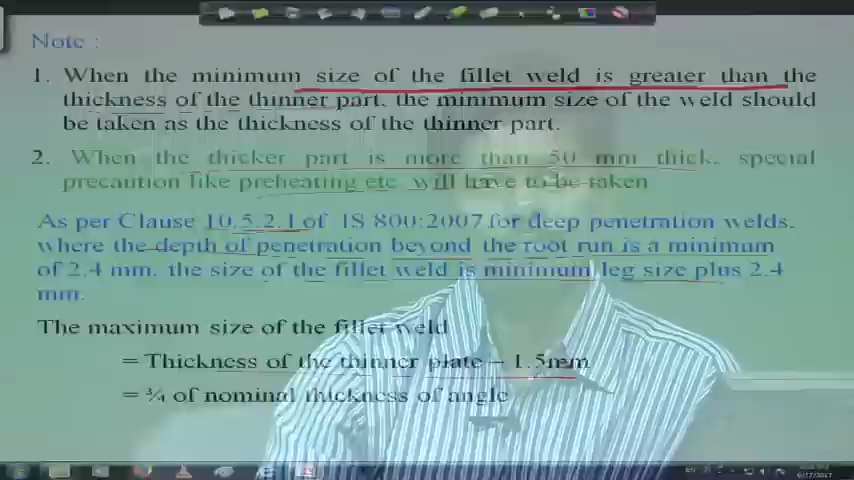 Note :
1. When the minimum size of the fillet weld is greater than the
thickness of the thinner part, the minimum size of the weld should
be taken as the thickness of the thinner part.
2. When the thicker part is more than 50 mm thick, special
precaution like preheating etc. will have to be taken
As per Clause 10.5.2.1 of IS 800:2007 for deep penetration welds,
where the depth of penetration beyond the root run is a minimum
of 2.4 mm, the size of the fillet weld is minimum leg size plus 2.4
mm.
The maximum size of the fillet weld
= Thickness of the thinner plate – 1.5mm
= ¾ of nominal thickness of angle